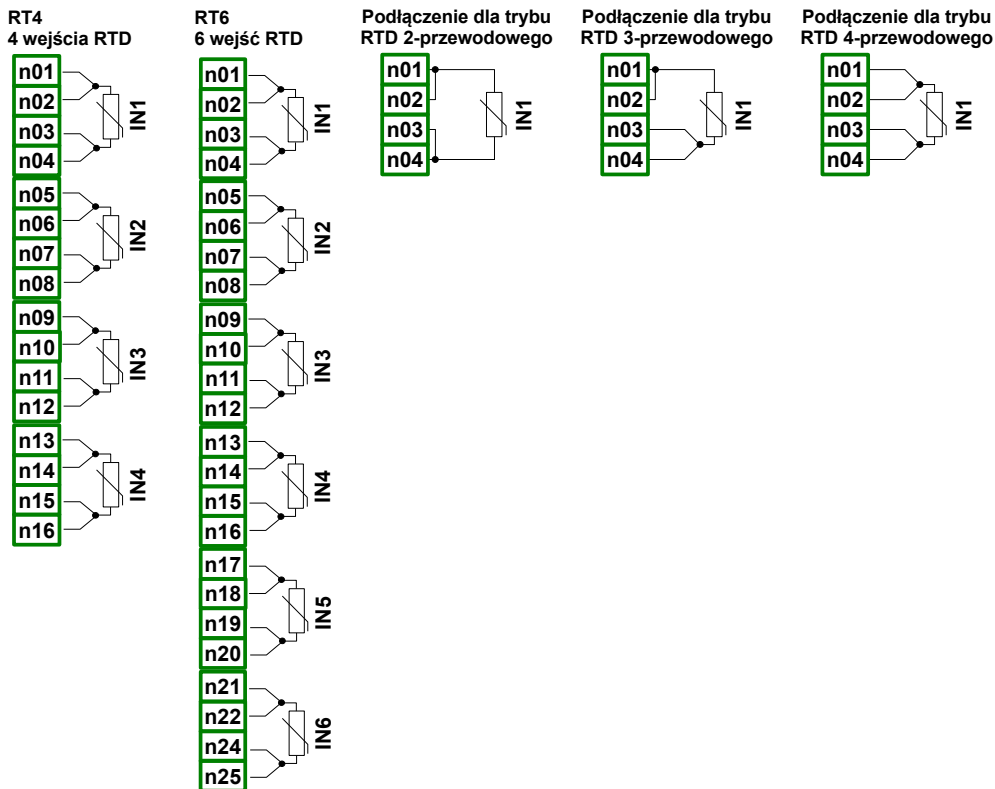 RT4
4 wejścia RTD
n01
n02
n03
n04
IN1
n05
n06
n07
n08
IN2
n09
n10
n11
n12
IN3
n13
n14
n15
n16
IN4
RT6
6 wejść RTD
n01
n02
n03
n04
IN1
n05
n06
n07
n08
IN2
n09
n10
n11
n12
IN3
n13
n14
n15
n16
IN4
n17
n18
n19
n20
IN5
n21
n22
n24
n25
IN6
Podłączenie dla trybu
RTD 2-przewodowego
n01
n02
n03
n04
IN1
Podłączenie dla trybu
RTD 3-przewodowego
n01
n02
n03
n04
IN1
Podłączenie dla trybu
RTD 4-przewodowego
n01
n02
n03
n04
IN1